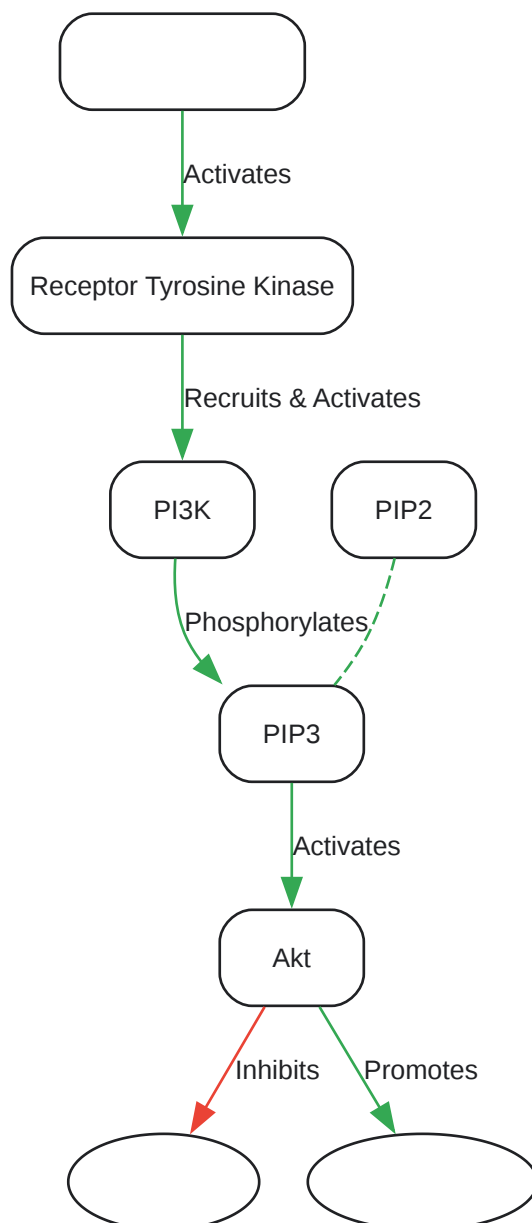 Activates
Receptor Tyrosine Kinase
Recruits & Activates
PI3K
PIP2
Phosphorylates
PIP3
Activates
Akt
Inhibits
Promotes